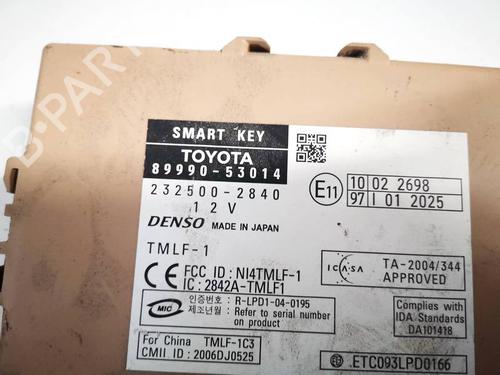 B-PARTS
SMART KEY
TOYOTA
89990-53014
232500-2840
12V
DENSO MADE IN JAPAN
TMLF-1
CE FCC ID : NI4TMLF-1
IC : 2842A-TMLF1
MIC 인증번호 : R-LPD1-04-0195
제조년월 : Refer to serial number on product
For China TMLF-1C3
CMII ID : 2006DJ0525
E11 10 02 2698
97 I 01 2025
ICASA TA-2004/344
APPROVED
Complies with
IDA Standards
DA101418
.ETC093LPD0166